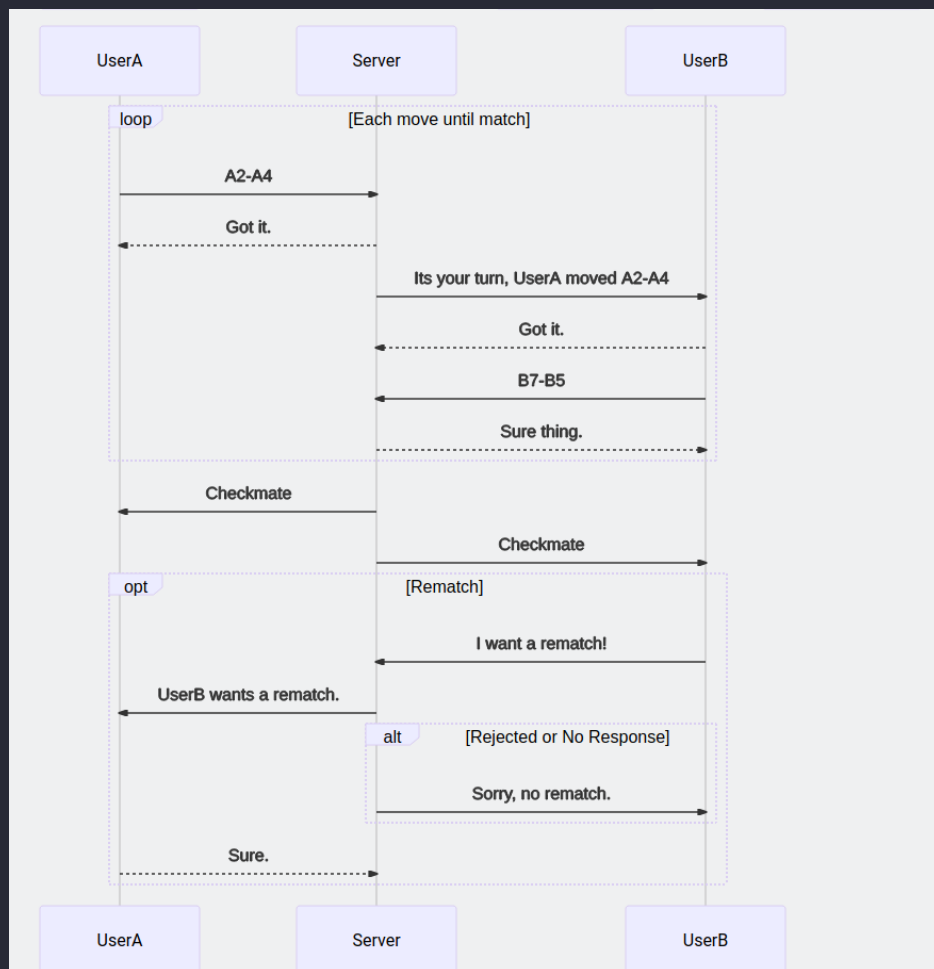 UserA Server UserB
loop [Each move until match]
A2-A4
Got it.
Its your turn, UserA moved A2-A4
Got it.
B7-B5
Sure thing.
Checkmate
Checkmate
opt [Rematch]
I want a rematch!
UserB wants a rematch.
alt [Rejected or No Response]
Sorry, no rematch.
Sure.
UserA Server UserB